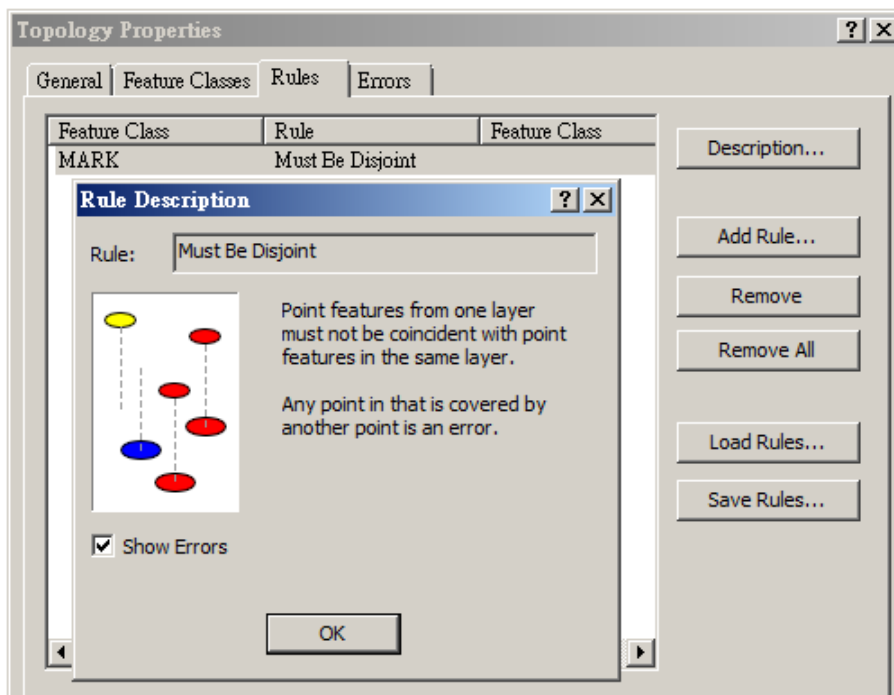 Topology Properties
General Feature Classes Rules Errors
Feature Class Rule Feature Class
MARK Must Be Disjoint
Description...
Add Rule...
Remove
Remove All
Load Rules...
Save Rules...
Rule Description
Rule: Must Be Disjoint
Point features from one layer
must not be coincident with point
features in the same layer.
Any point in that is covered by
another point is an error.
Show Errors
OK